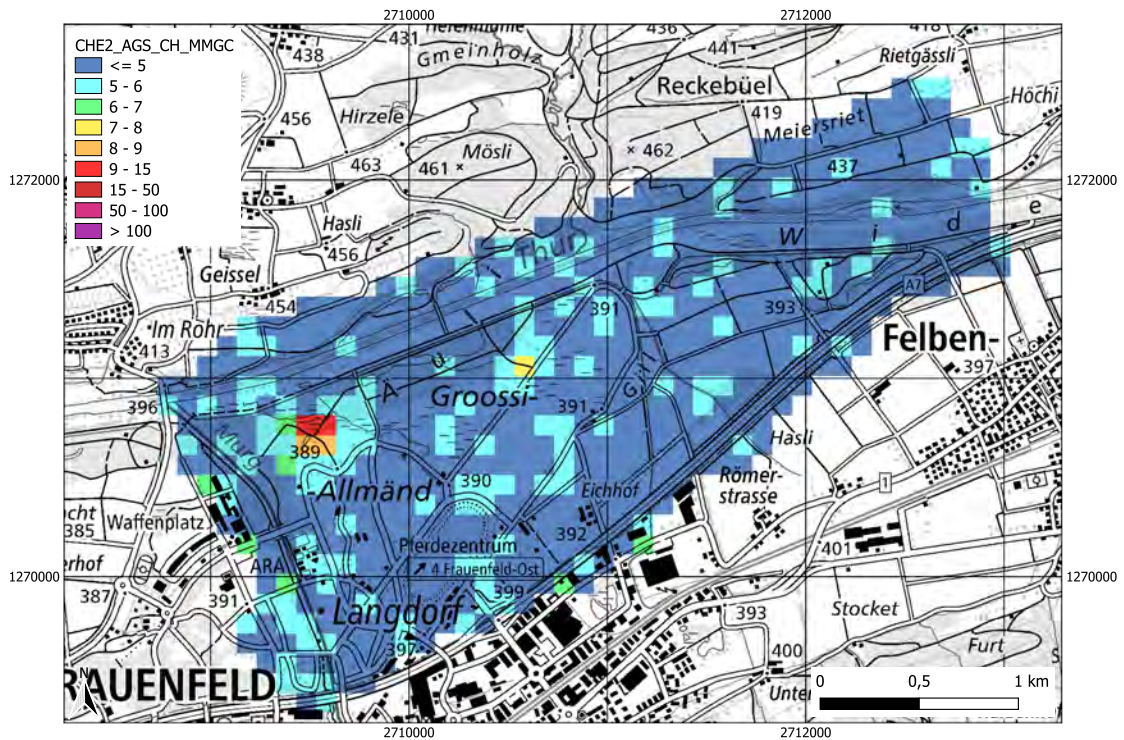 2710000
2712000
CHE2_AGS_CH_MMGC
<= 5
5 - 6
6 - 7
7 - 8
8 - 9
9 - 15
15 - 50
50 - 100
> 100
438
431
Gmeinholz
436
441
418
Rietgässli
Reckebüel
Höchi
456
Hirzele
419
Meiersriet
463
Mösli
461
462
437
1272000
1272000
Hasli
456
Thur
W i d e
Geissel
454
A7
393
391
Im Rohr
413
Felben-
397
Au
Grossi-
Gril
396
391
Murg
389
Hasli
-Allmänd
390
Eichhof
Römer-
strasse
1
385
Waffenplatz
392
Pferdezentrum
401
ARA
4 Frauenfeld-Ost
1270000
1270000
387
391
Langdorf
399
393
Stocket
397
400
Furt
N
RAUENFELD
0
0,5
1 km
2710000
2712000